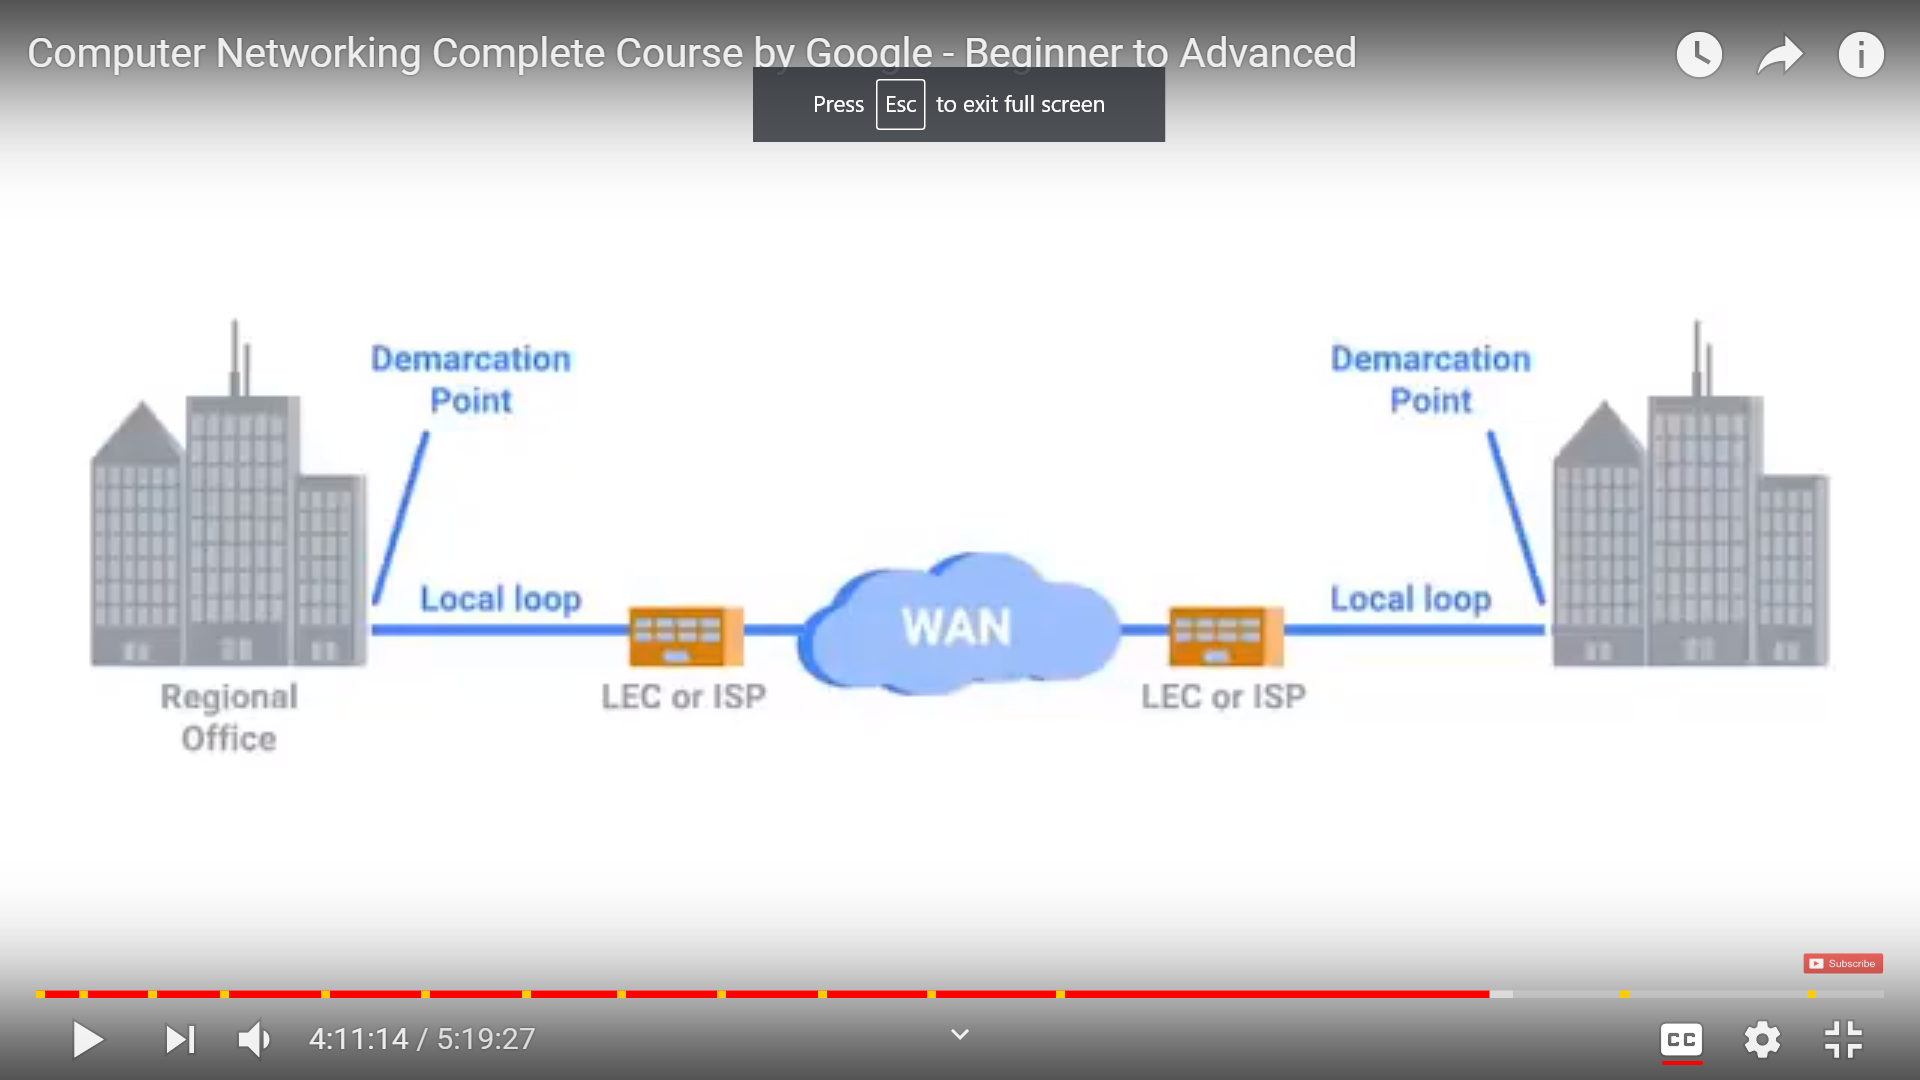 Computer Networking Complete Course by Google - Beginner to Advanced
Press Esc to exit full screen
Demarcation
Point
Demarcation
Point
Local loop
WAN
Local loop
Regional
Office
LEC or ISP
LEC or ISP
Subscribe
4:11:14 / 5:19:27
CC